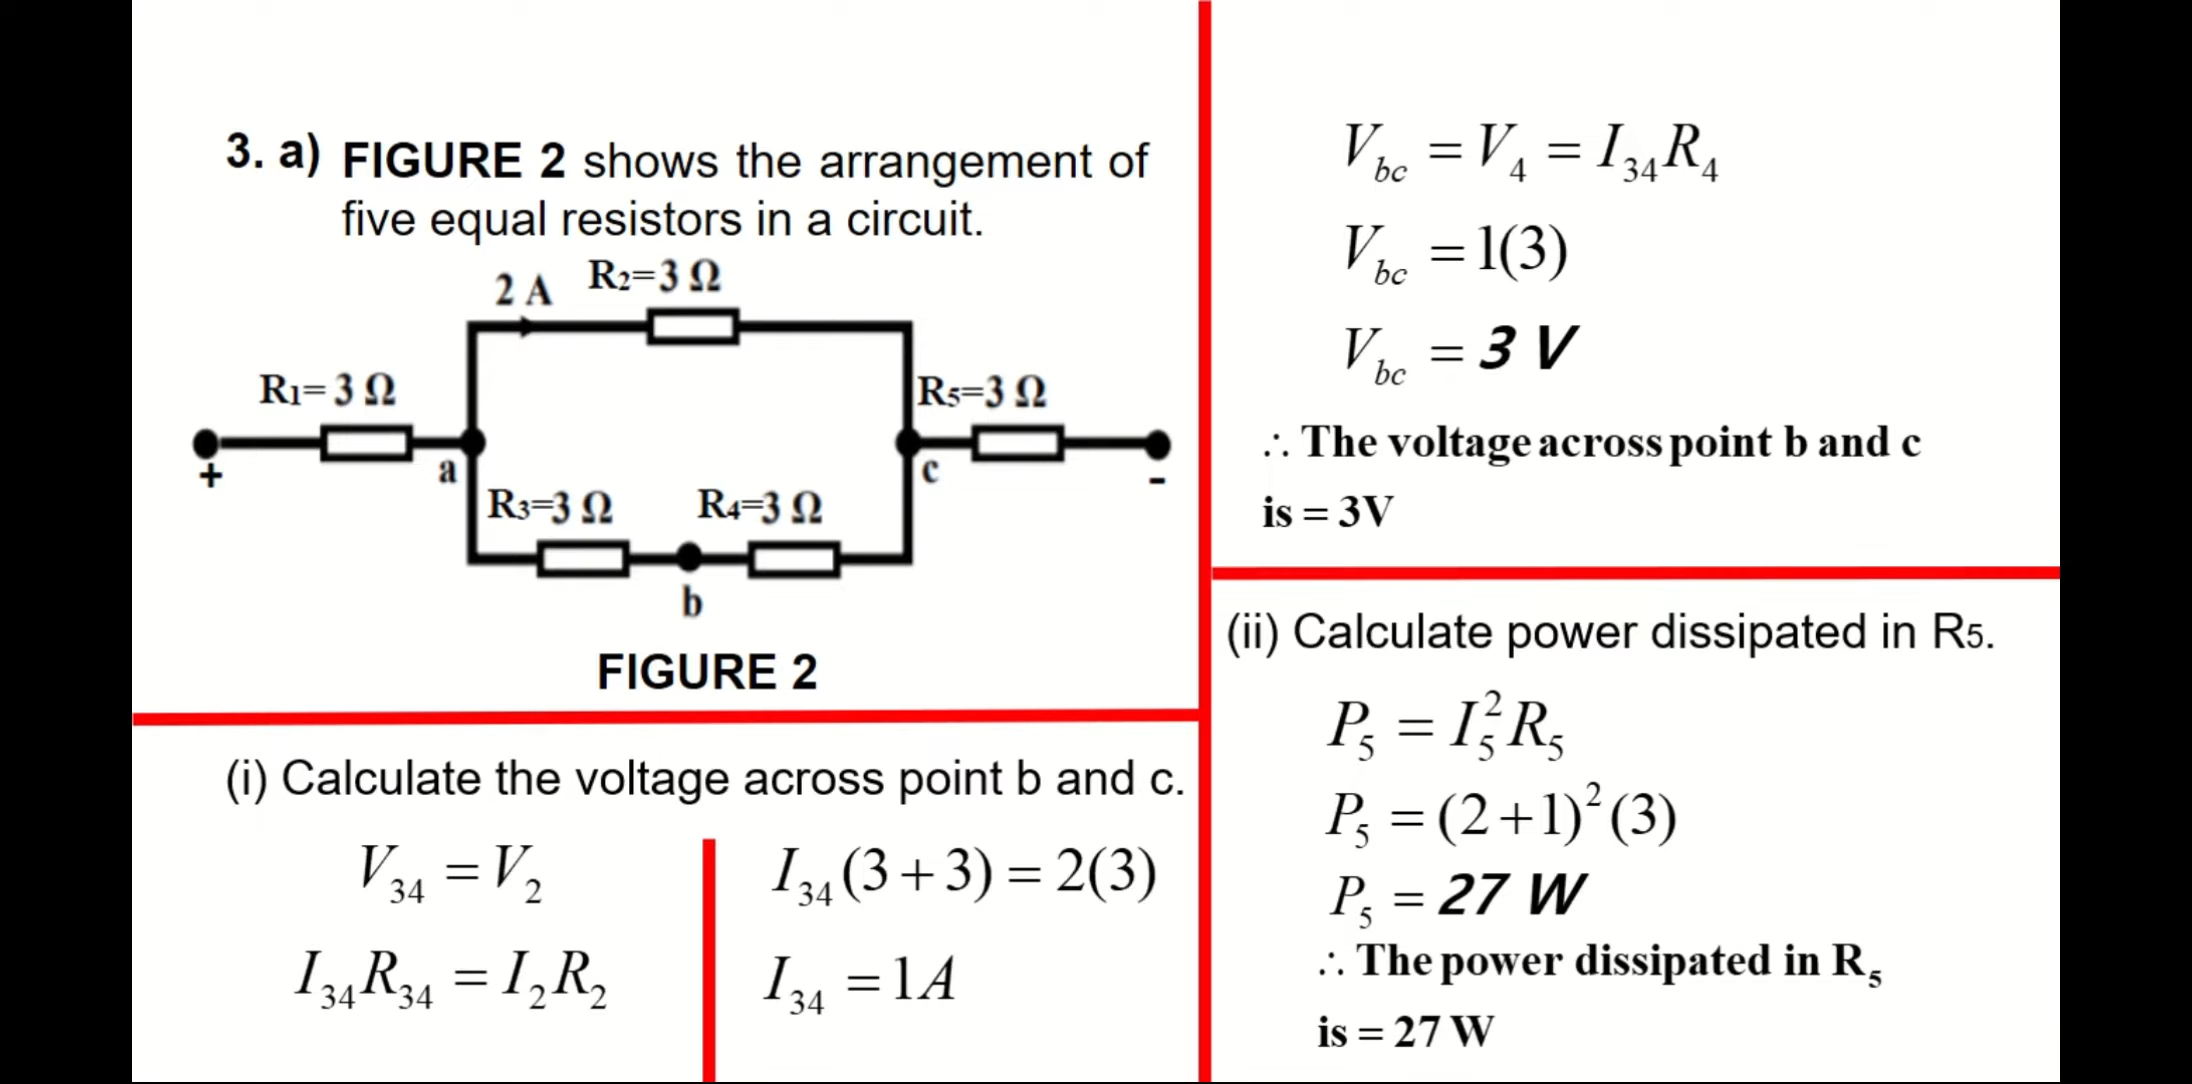 3. a) FIGURE 2 shows the arrangement of
five equal resistors in a circuit.
2 A R₂=3 Ω
R₁= 3 Ω
R₅=3 Ω
+ a c -
R₃=3 Ω R₄=3 Ω
b
FIGURE 2
(i) Calculate the voltage across point b and c.
V₃₄ = V₂
I₃₄R₃₄ = I₂R₂
I₃₄(3+3) = 2(3)
I₃₄ = 1A
V_bc = V₄ = I₃₄R₄
V_bc = 1(3)
V_bc = 3 V
∴ The voltage across point b and c
is = 3V
(ii) Calculate power dissipated in R₅.
P₅ = I₅²R₅
P₅ = (2+1)²(3)
P₅ = 27 W
∴ The power dissipated in R₅
is = 27 W